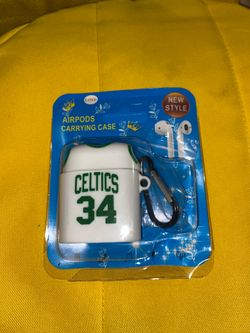 AIRPODS
CARRYING CASE
NEW
STYLE
CELTICS
34